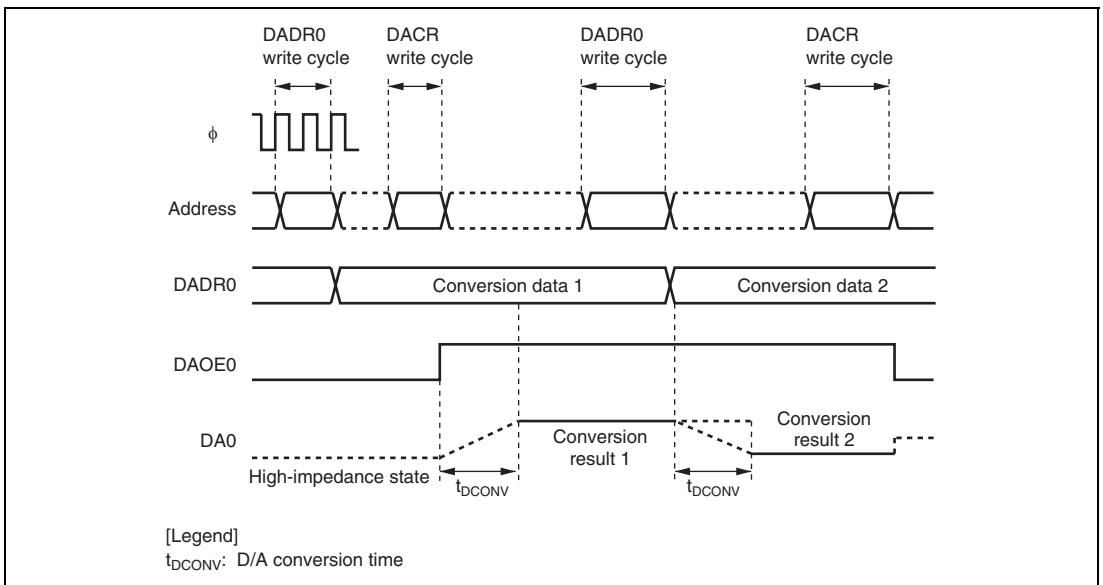 DADR0
write cycle
DACR
write cycle
DADR0
write cycle
DACR
write cycle
ϕ
Address
DADR0
Conversion data 1
Conversion data 2
DAOE0
DA0
Conversion
result 1
Conversion
result 2
High-impedance state
tDCONV
tDCONV
[Legend]
tDCONV: D/A conversion time